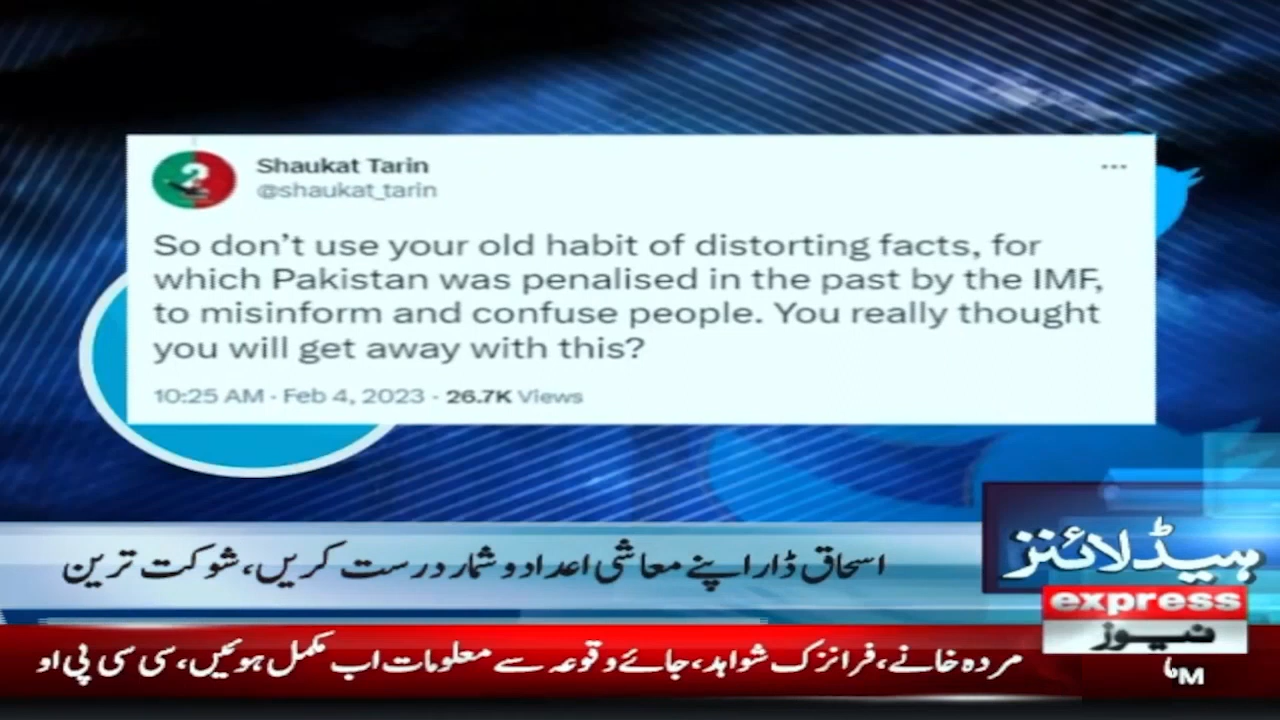 Shaukat Tarin
@shaukat_tarin
So don't use your old habit of distorting facts, for
which Pakistan was penalised in the past by the IMF,
to misinform and confuse people. You really thought
you will get away with this?
10:25 AM · Feb 4, 2023 · 26.7K Views
ہیڈلائنز
اسحاق ڈار اپنے معاشی اعداد و شمار درست کریں، شوکت ترین
express
نیوز
مردہ خانے، فرانزک شواہد، جائے وقوعہ سے معلومات اب مکمل ہوئیں، سی سی پی او